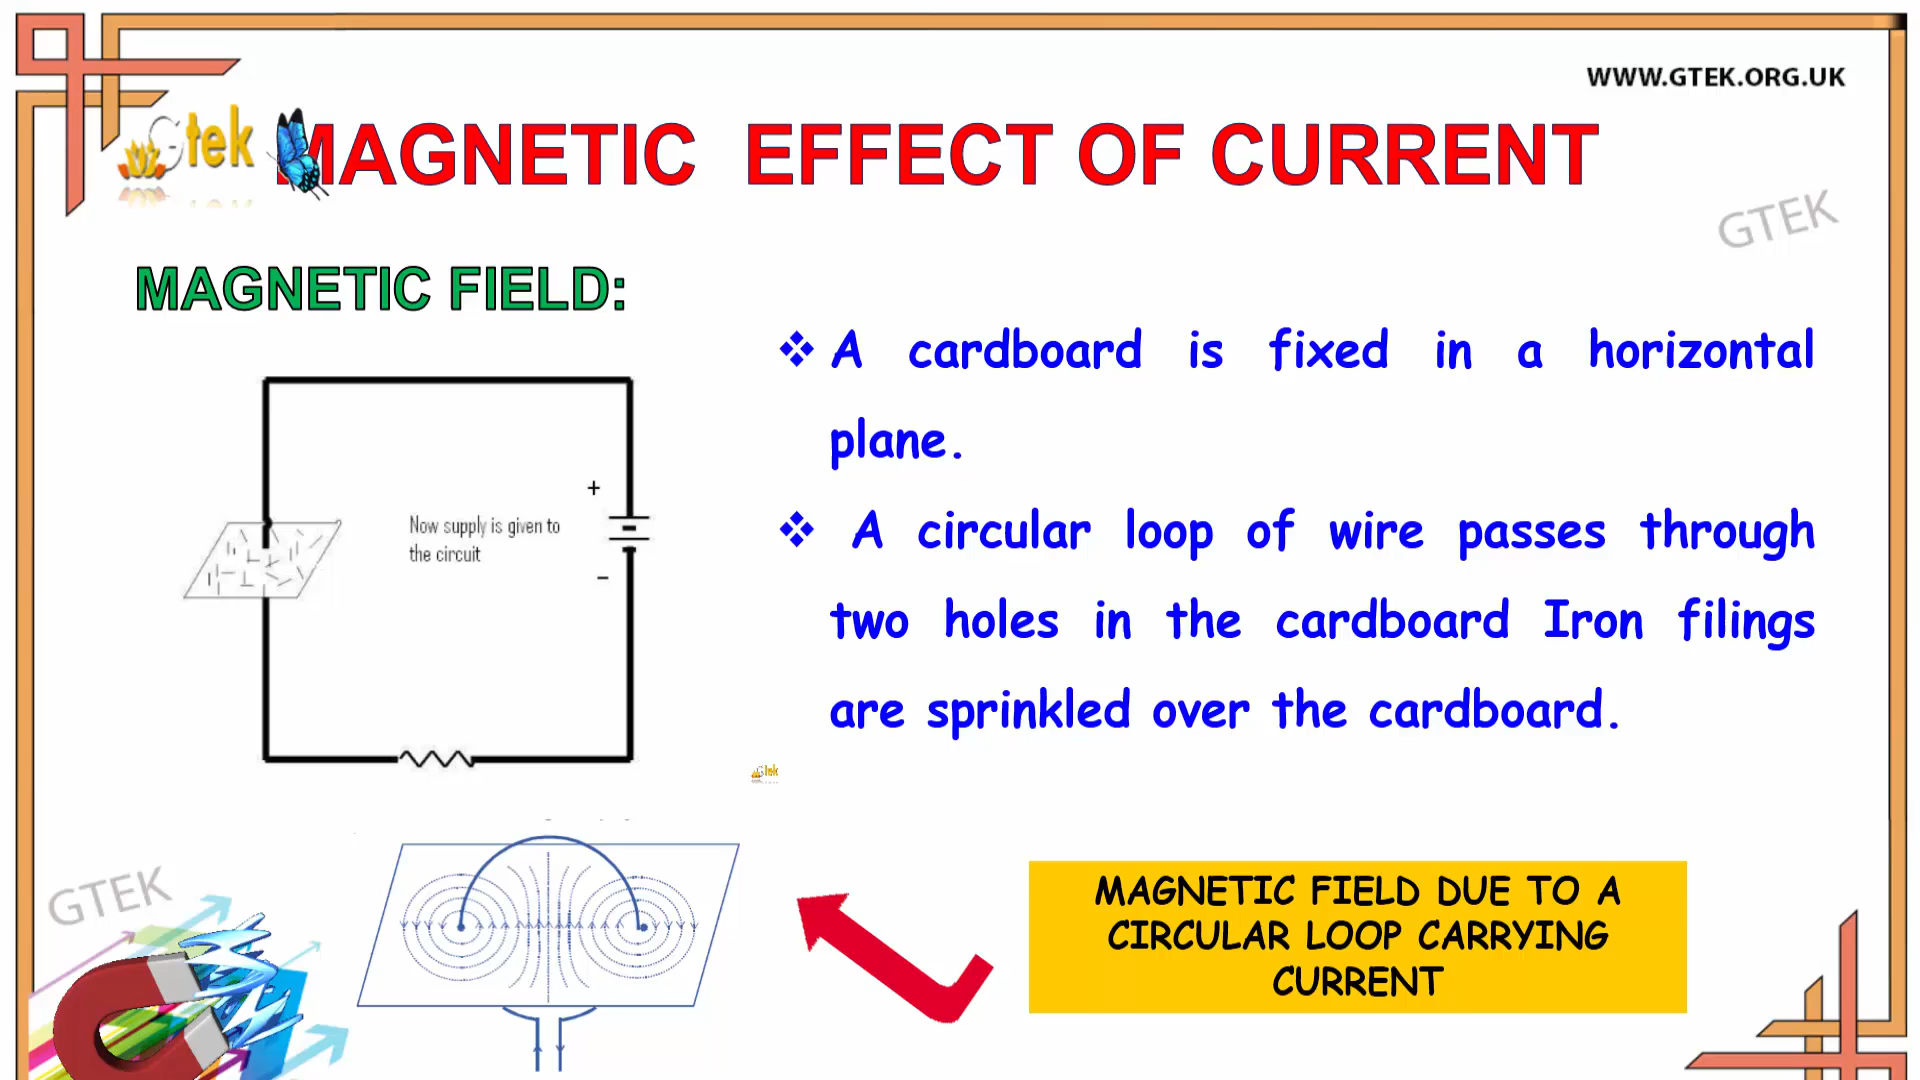 WWW.GTEK.ORG.UK
Gtek
MAGNETIC EFFECT OF CURRENT
GTEK
MAGNETIC FIELD:
❖ A cardboard is fixed in a horizontal
plane.
❖ A circular loop of wire passes through
two holes in the cardboard Iron filings
are sprinkled over the cardboard.
+
Now supply is given to
the circuit
−
Gtek
GTEK
MAGNETIC FIELD DUE TO A
CIRCULAR LOOP CARRYING
CURRENT